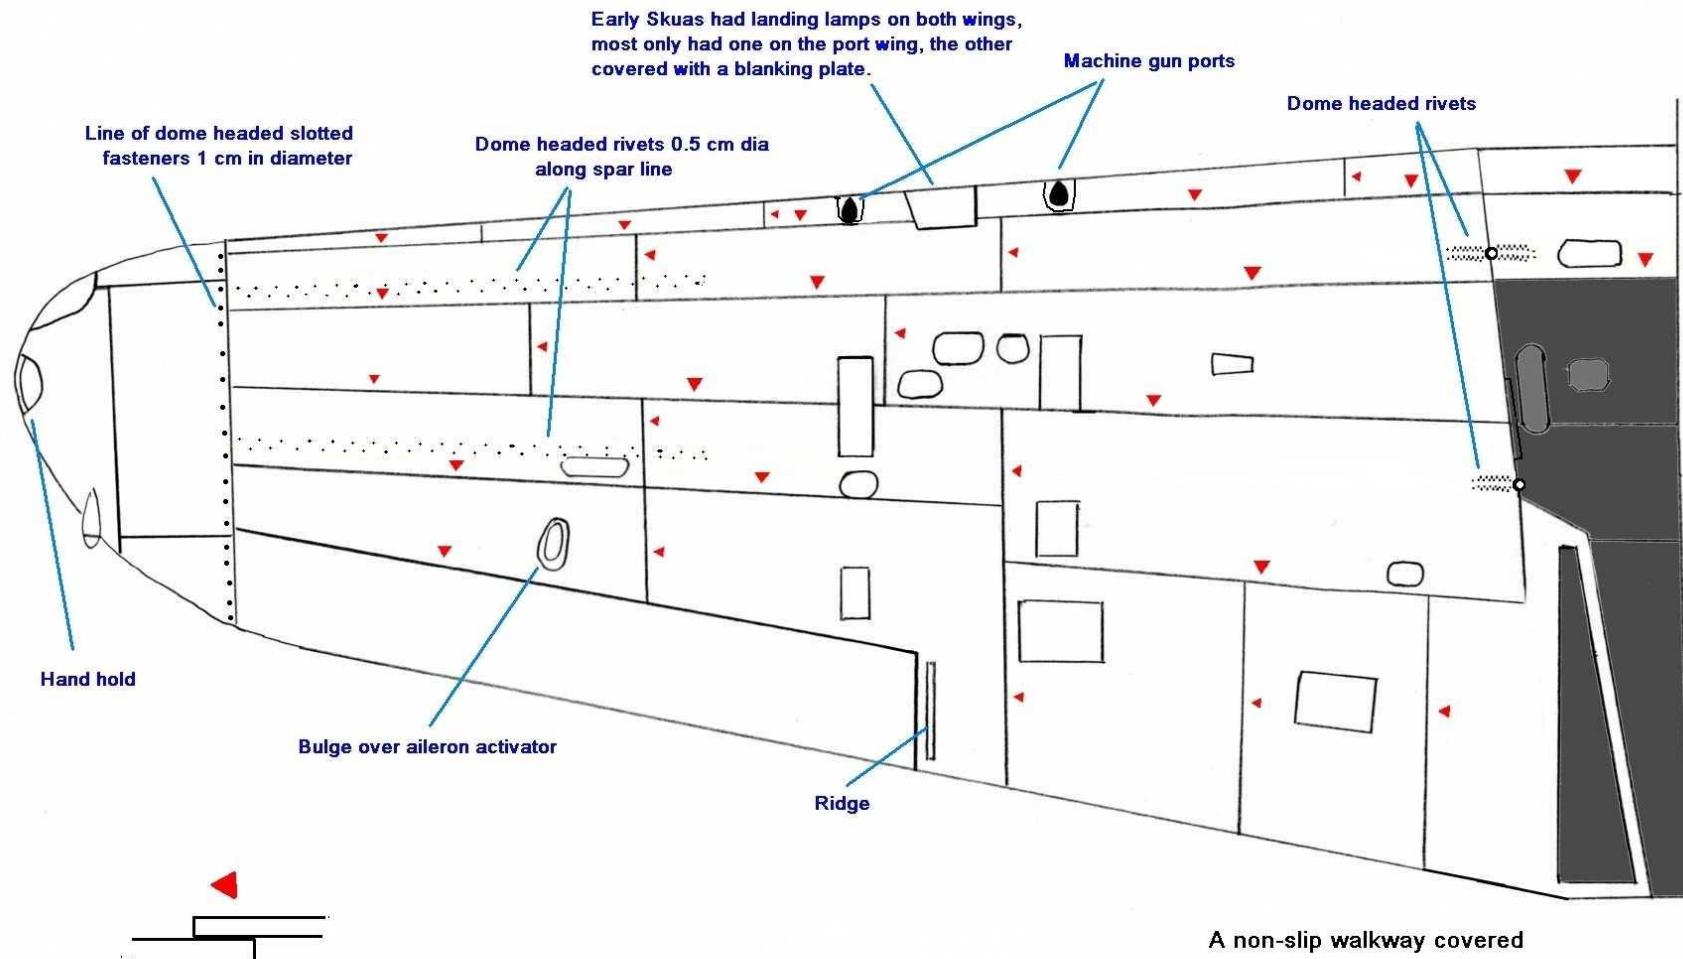 Early Skuas had landing lamps on both wings,
most only had one on the port wing, the other
covered with a blanking plate.
Machine gun ports
Dome headed rivets
Line of dome headed slotted
fasteners 1 cm in diameter
Dome headed rivets 0.5 cm dia
along spar line
Hand hold
Bulge over aileron activator
Ridge
A non-slip walkway covered